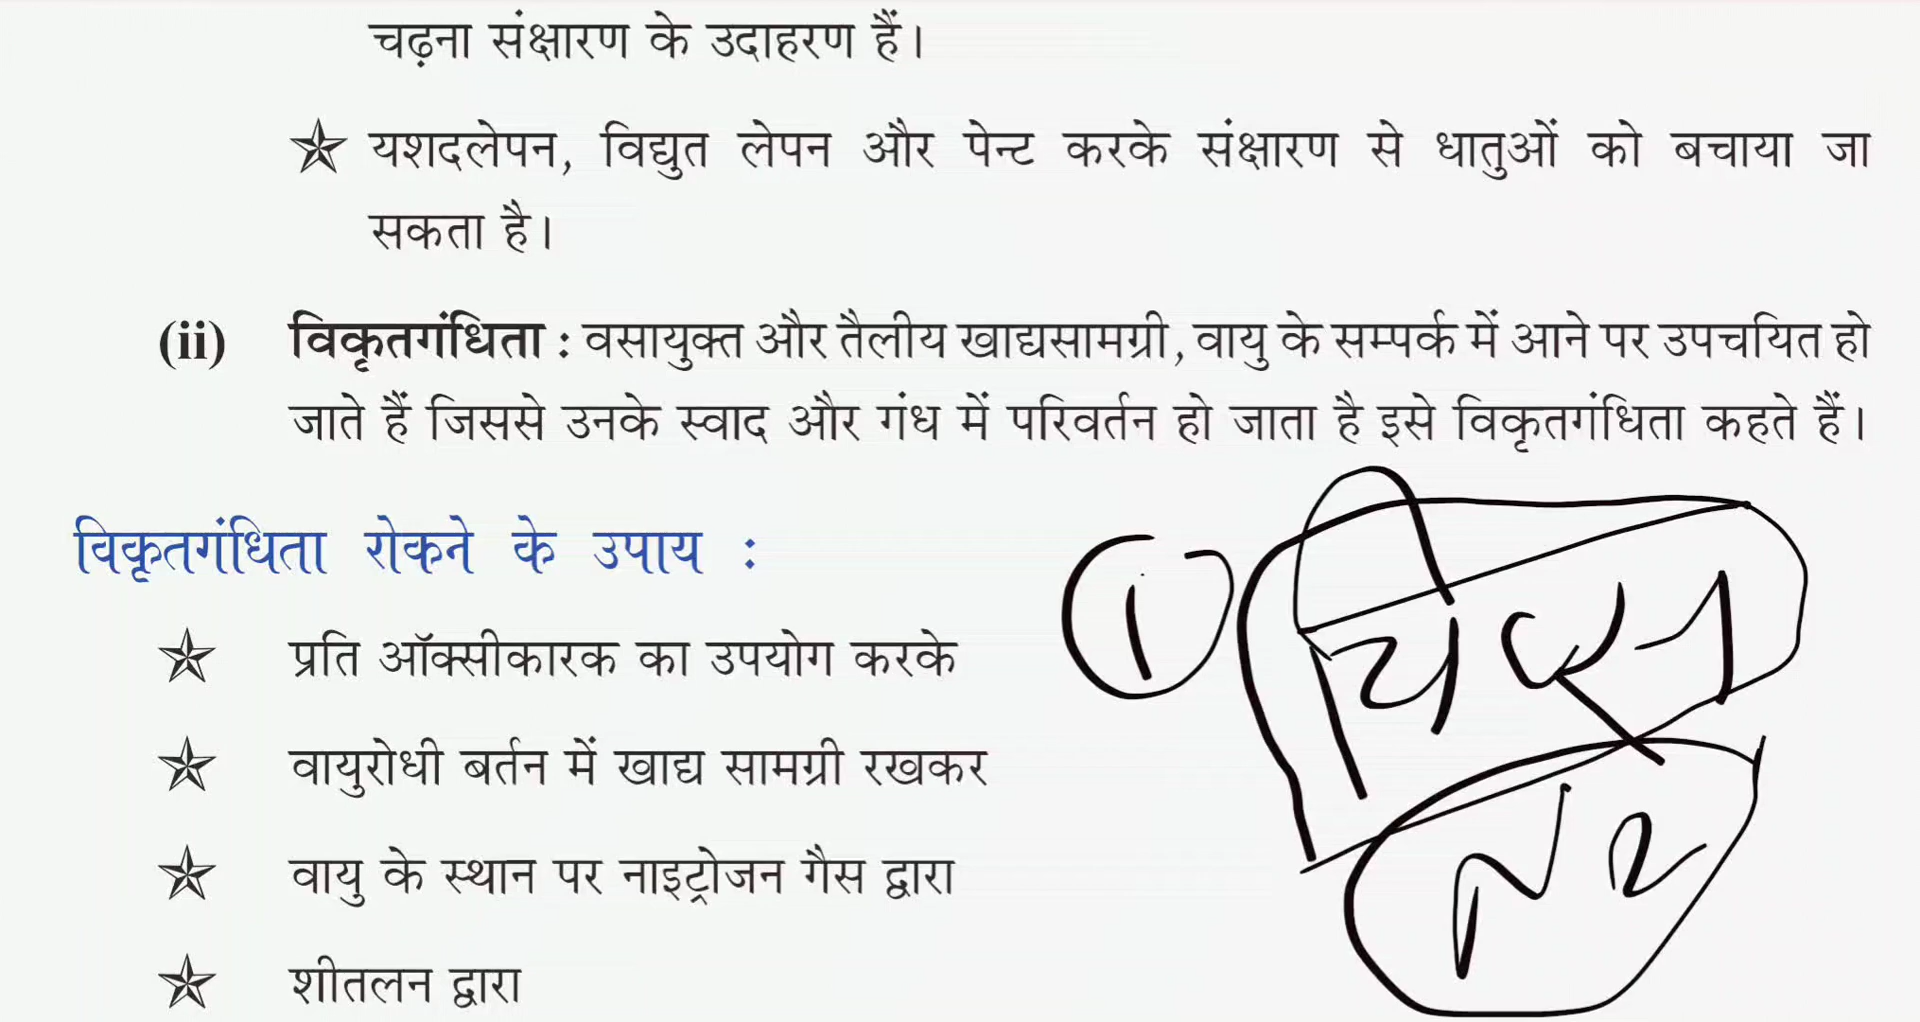 चढ़ना संक्षारण के उदाहरण हैं।
☆ यशदलेपन, विद्युत लेपन और पेन्ट करके संक्षारण से धातुओं को बचाया जा
सकता है।
(ii) विकृतगंधिता : वसायुक्त और तैलीय खाद्यसामग्री, वायु के सम्पर्क में आने पर उपचयित हो
जाते हैं जिससे उनके स्वाद और गंध में परिवर्तन हो जाता है इसे विकृतगंधिता कहते हैं।
विकृतगंधिता रोकने के उपाय :
☆ प्रति ऑक्सीकारक का उपयोग करके
☆ वायुरोधी बर्तन में खाद्य सामग्री रखकर
☆ वायु के स्थान पर नाइट्रोजन गैस द्वारा
☆ शीतलन द्वारा
1
चिप्स
N2